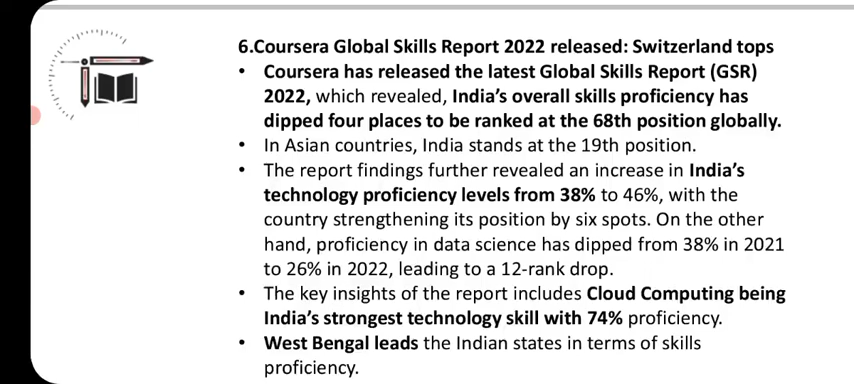 6.Coursera Global Skills Report 2022 released: Switzerland tops
• Coursera has released the latest Global Skills Report (GSR)
2022, which revealed, India's overall skills proficiency has
dipped four places to be ranked at the 68th position globally.
• In Asian countries, India stands at the 19th position.
• The report findings further revealed an increase in India's
technology proficiency levels from 38% to 46%, with the
country strengthening its position by six spots. On the other
hand, proficiency in data science has dipped from 38% in 2021
to 26% in 2022, leading to a 12-rank drop.
• The key insights of the report includes Cloud Computing being
India's strongest technology skill with 74% proficiency.
• West Bengal leads the Indian states in terms of skills
proficiency.